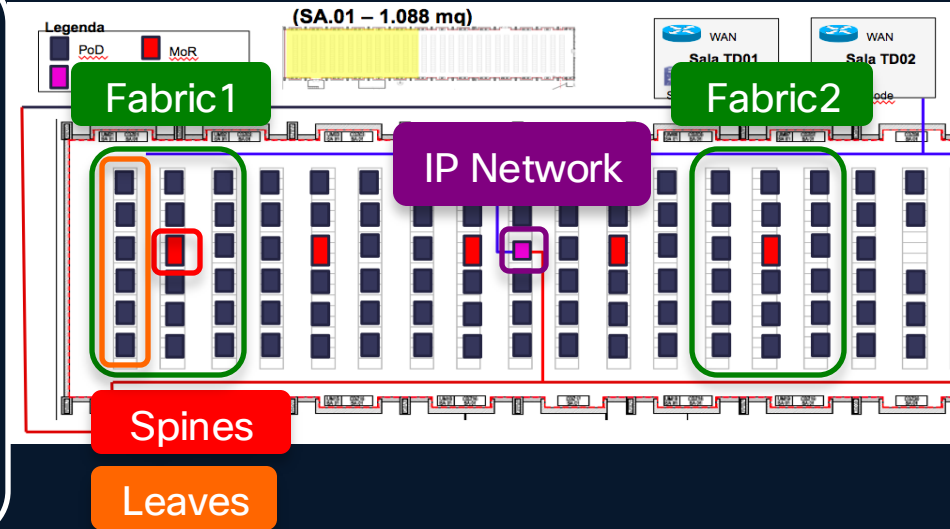 (SA.01 – 1.088 mq)
Legenda
PoD
MoR
WAN
Sala TD01
WAN
Sala TD02
Fabric1
Fabric2
IP Network
Spines
Leaves